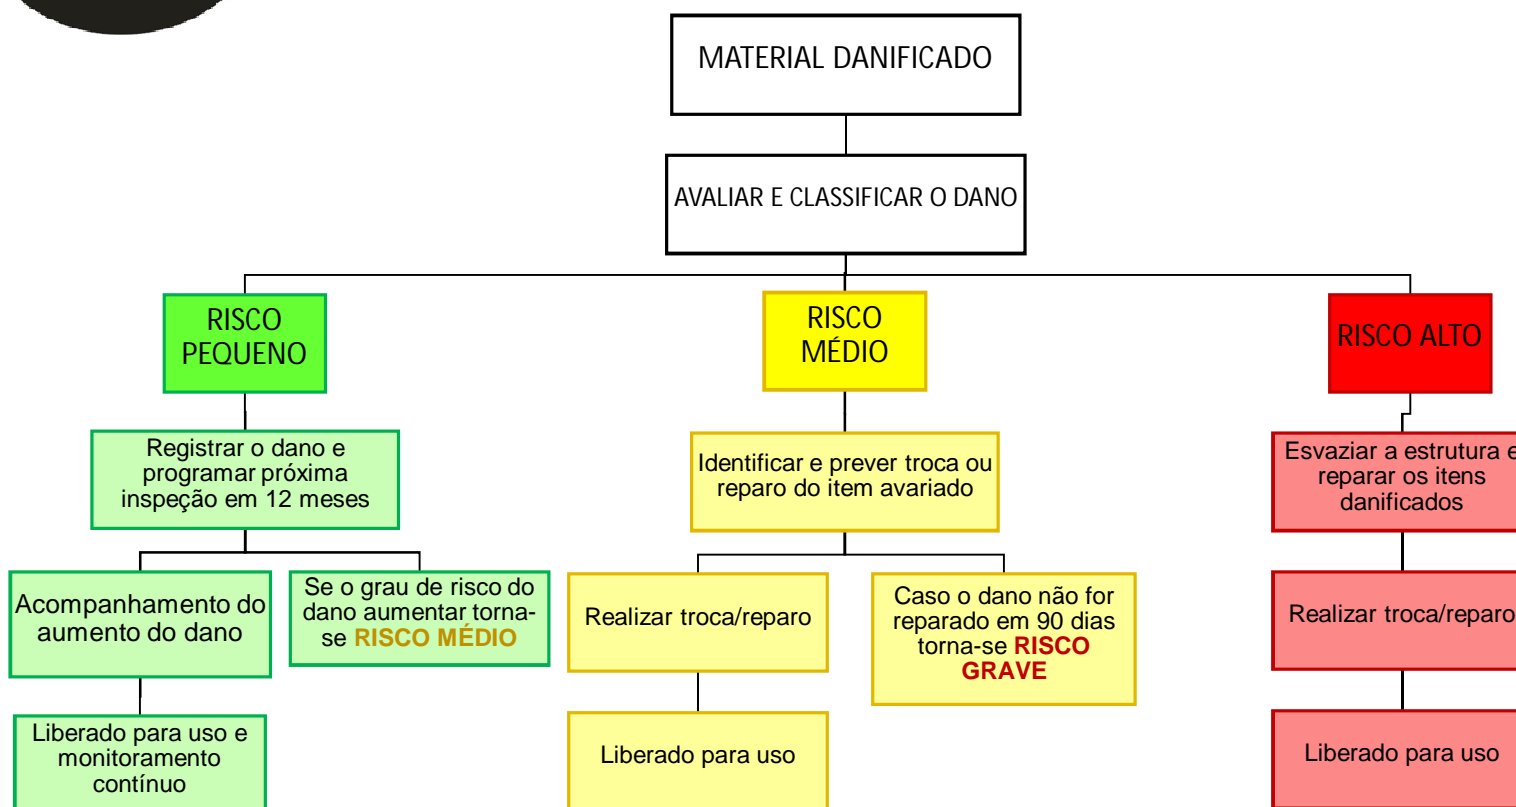 MATERIAL DANIFICADO
AVALIAR E CLASSIFICAR O DANO
RISCO
PEQUENO
Registrar o dano e
programar próxima
inspeção em 12 meses
Acompanhamento do
aumento do dano
Liberado para uso e
monitoramento
contínuo
Se o grau de risco do
dano aumentar torna-
se RISCO MÉDIO
RISCO
MÉDIO
Identificar e prever troca ou
reparo do item avariado
Realizar troca/reparo
Liberado para uso
Caso o dano não for
reparado em 90 dias
torna-se RISCO
GRAVE
RISCO ALTO
Esvaziar a estrutura e
reparar os itens
danificados
Realizar troca/reparo
Liberado para uso